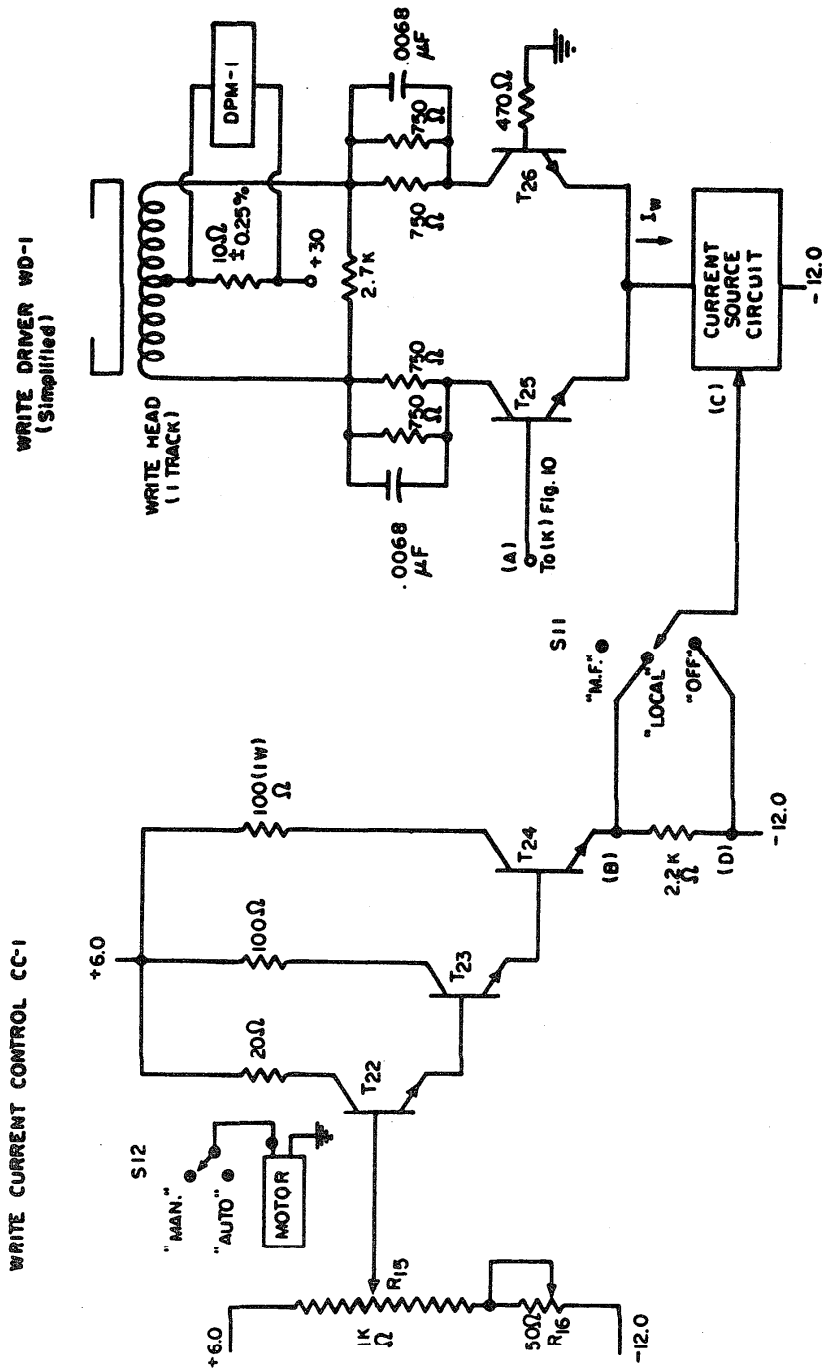 WRITE CURRENT CONTROL CC-1
+6.0
1K
Ω
R15
50Ω
R16
-12.0
S12
"MAN."
"AUTO"
MOTOR
+6.0
20Ω
100Ω
100(1W)
Ω
T22
T23
T24
(B)
2.2K
Ω
(D)
-12.0
S11
"M.F."
"LOCAL"
"OFF"
WRITE DRIVER WD-1
(Simplified)
WRITE HEAD
(1 TRACK)
10Ω
±0.25%
+30
DPM-1
.0068
µF
750
Ω
750
Ω
2.7K
750
Ω
750
Ω
.0068
µF
(A)
To (K) Fig. 10
T25
T26
470Ω
Iw
(C)
CURRENT
SOURCE
CIRCUIT
-12.0